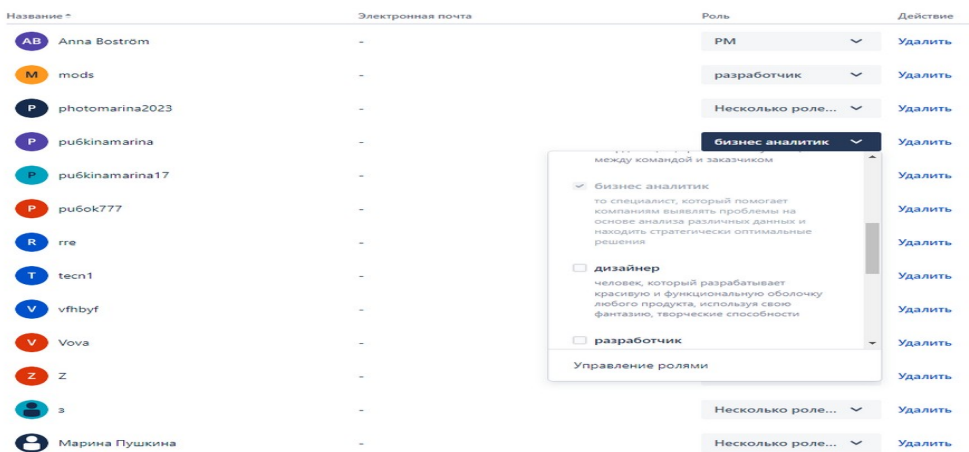 Название Электронная почта Роль Действие
AB Anna Boström - PM Удалить
M mods - разработчик Удалить
P photomarina2023 - Несколько роле... Удалить
P pu6kinamarina - бизнес аналитик Удалить
между командой и заказчиком
P pu6kinamarina17 - Удалить
бизнес аналитик
то специалист, который помогает
компаниям выявлять проблемы на
основе анализа различных данных и
находить стратегически оптимальные
решения
P pu6ok777 - Удалить
R rre - Удалить
дизайнер
человек, который разрабатывает
красивую и функциональную оболочку
любого продукта, используя свою
фантазию, творческие способности
T tecn1 - Удалить
V vfhbyf - Удалить
разработчик
V Vova - Удалить
Управление ролями
Z Z - Удалить
з - Несколько роле... Удалить
Марина Пушкина - Несколько роле... Удалить